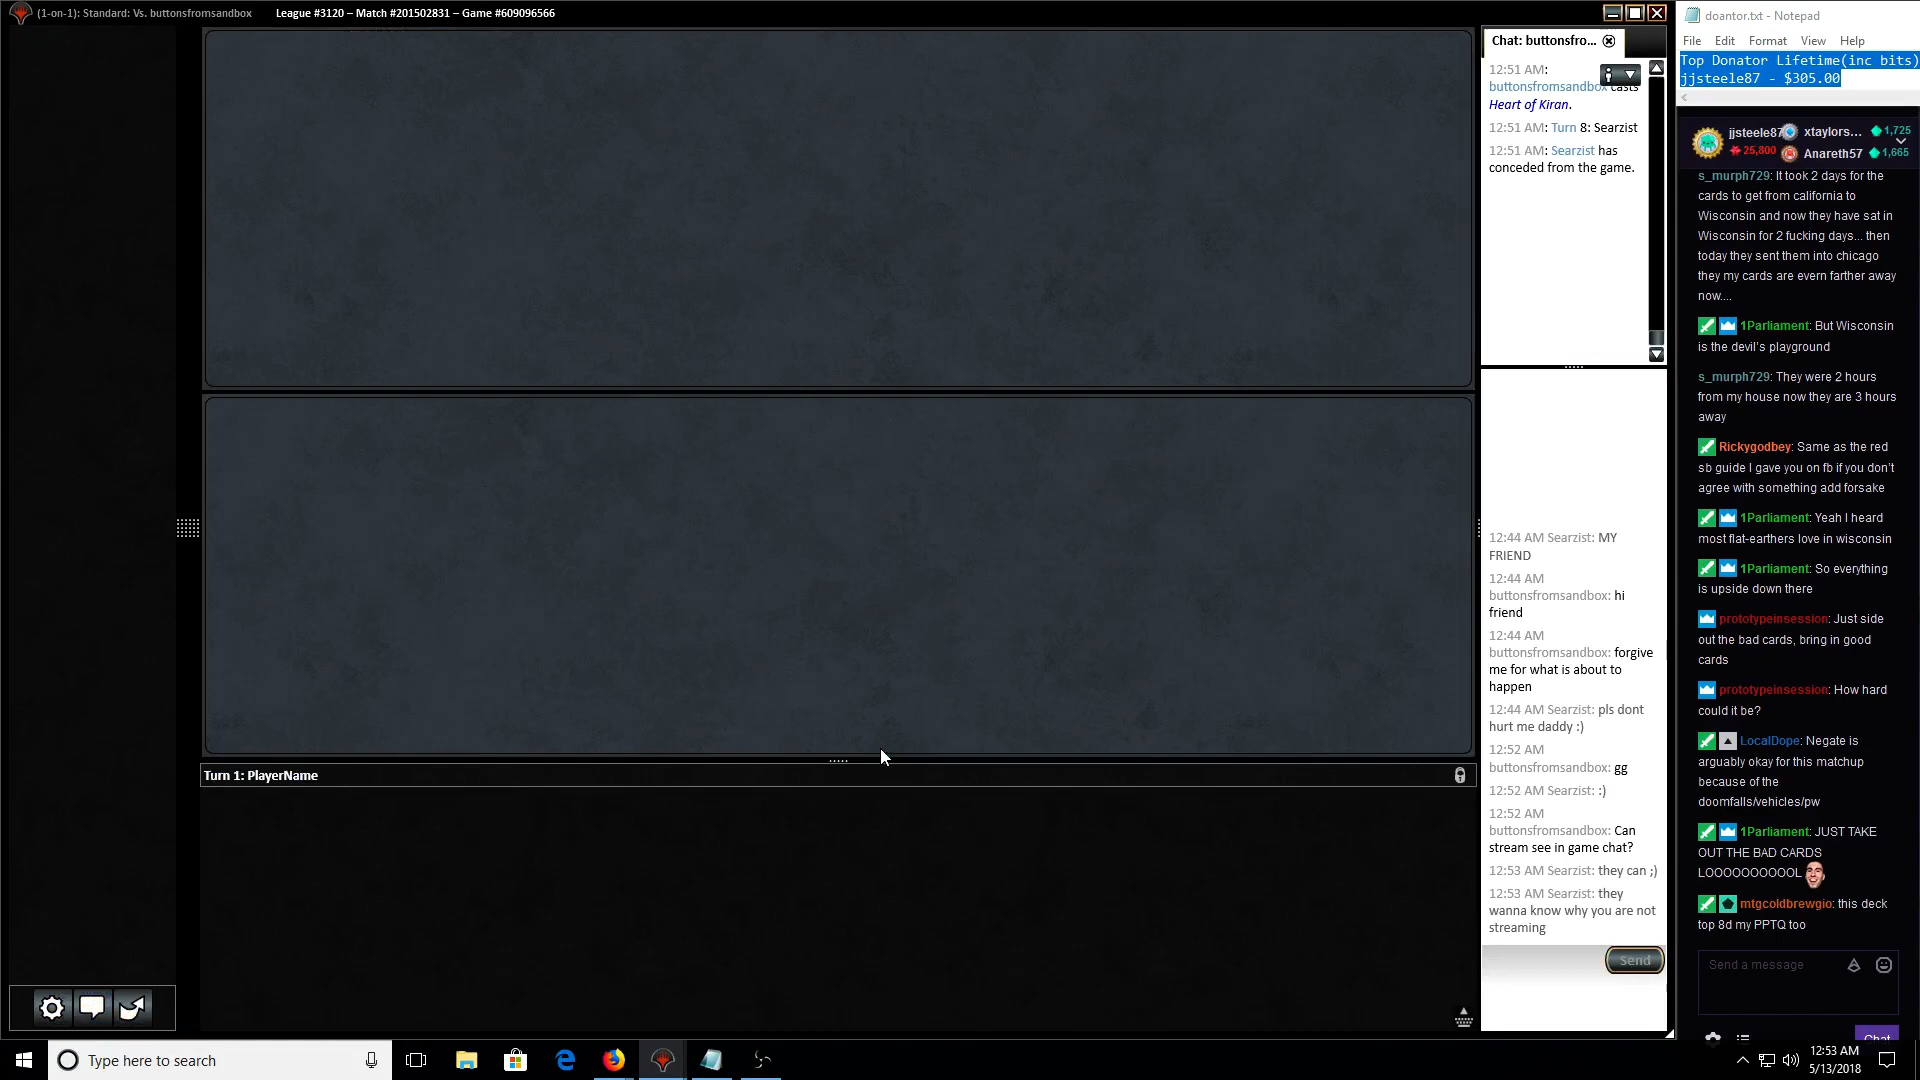 (1-on-1): Standard: Vs. buttonsfromsandbox
League #3120 – Match #201502831 – Game #609096566
Chat: buttonsfro...
12:51 AM:
buttonsfromsandbox casts
Heart of Kiran.
12:51 AM: Turn 8: Searzist
12:51 AM: Searzist has
conceded from the game.
12:44 AM Searzist: MY
FRIEND
12:44 AM
buttonsfromsandbox: hi
friend
12:44 AM
buttonsfromsandbox: forgive
me for what is about to
happen
12:44 AM Searzist: pls dont
hurt me daddy :)
12:52 AM
buttonsfromsandbox: gg
12:52 AM Searzist: :)
12:52 AM
buttonsfromsandbox: Can
stream see in game chat?
12:53 AM Searzist: they can ;)
12:53 AM Searzist: they
wanna know why you are not
streaming
Send
Turn 1: PlayerName
doantor.txt - Notepad
File Edit Format View Help
Top Donator Lifetime(inc bits)
jjsteele87 - $305.00
jjsteele87 25,800
xtaylors... 1,725
Anareth57 1,665
s_murph729: It took 2 days for the
cards to get from california to
Wisconsin and now they have sat in
Wisconsin for 2 fucking days... then
today they sent them into chicago
they my cards are evern farther away
now....
1Parliament: But Wisconsin
is the devil's playground
s_murph729: They were 2 hours
from my house now they are 3 hours
away
Rickygodbey: Same as the red
sb guide I gave you on fb if you don't
agree with something add forsake
1Parliament: Yeah I heard
most flat-earthers love in wisconsin
1Parliament: So everything
is upside down there
prototypeinsession: Just side
out the bad cards, bring in good
cards
prototypeinsession: How hard
could it be?
LocalDope: Negate is
arguably okay for this matchup
because of the
doomfalls/vehicles/pw
1Parliament: JUST TAKE
OUT THE BAD CARDS
LOOOOOOOOOOL
mtgcoldbrewgio: this deck
top 8d my PPTQ too
Send a message
Chat
Type here to search
12:53 AM
5/13/2018